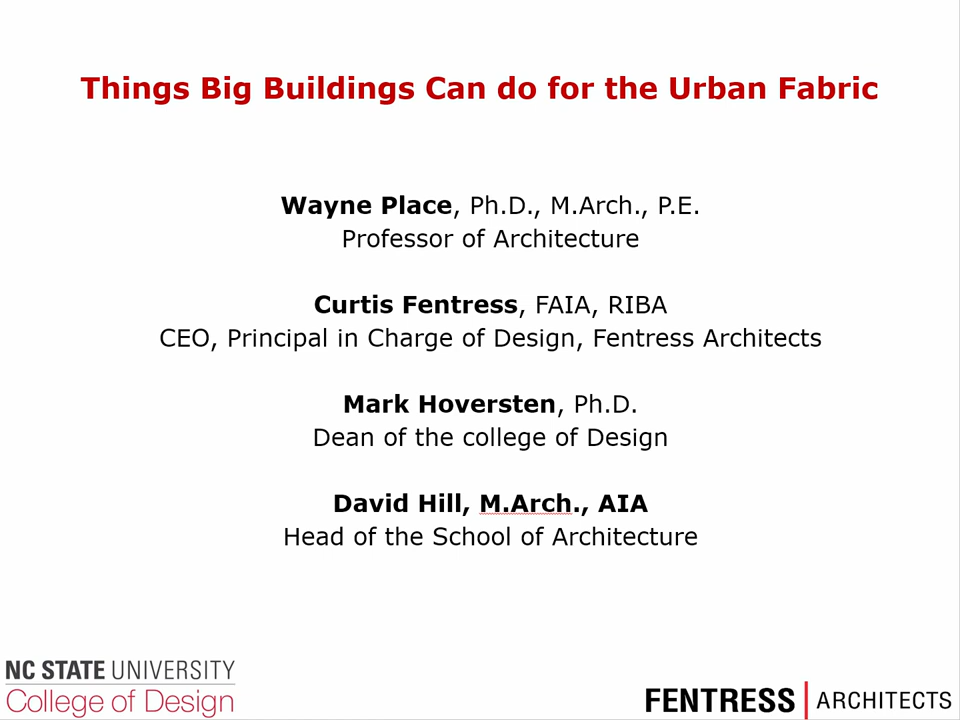 Things Big Buildings Can do for the Urban Fabric
Wayne Place, Ph.D., M.Arch., P.E.
Professor of Architecture
Curtis Fentress, FAIA, RIBA
CEO, Principal in Charge of Design, Fentress Architects
Mark Hoversten, Ph.D.
Dean of the college of Design
David Hill, M.Arch., AIA
Head of the School of Architecture
NC STATE UNIVERSITY
College of Design
FENTRESS | ARCHITECTS